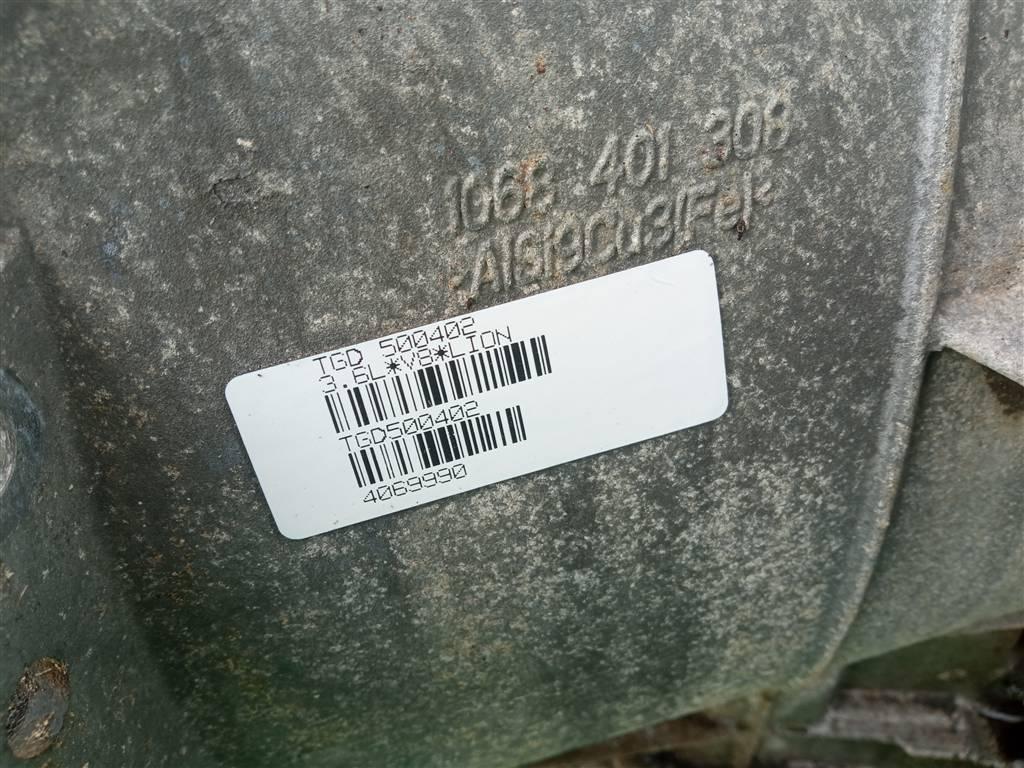 1068 401 308
>AlSi9Cu3(Fe)<
TGD 500402
3.6L*V8*LION
TGD500402
4069990